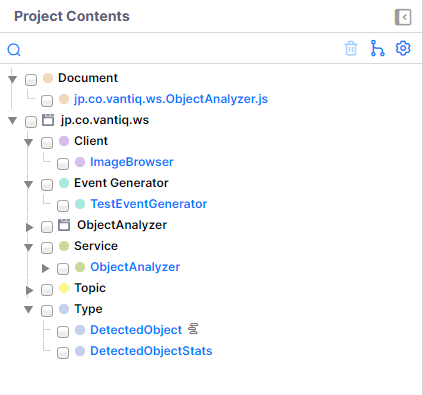 Project Contents
Document
jp.co.vantiq.ws.ObjectAnalyzer.js
jp.co.vantiq.ws
Client
ImageBrowser
Event Generator
TestEventGenerator
ObjectAnalyzer
Service
ObjectAnalyzer
Topic
Type
DetectedObject
DetectedObjectStats